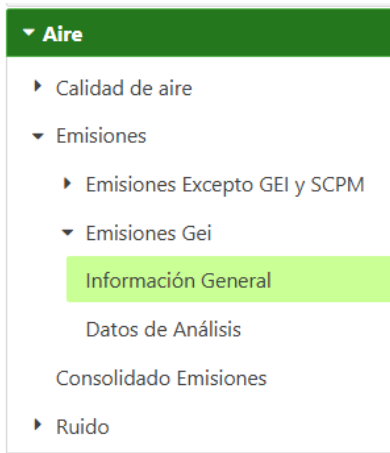 Aire
Calidad de aire
Emisiones
Emisiones Excepto GEI y SCPM
Emisiones Gei
Información General
Datos de Análisis
Consolidado Emisiones
Ruido